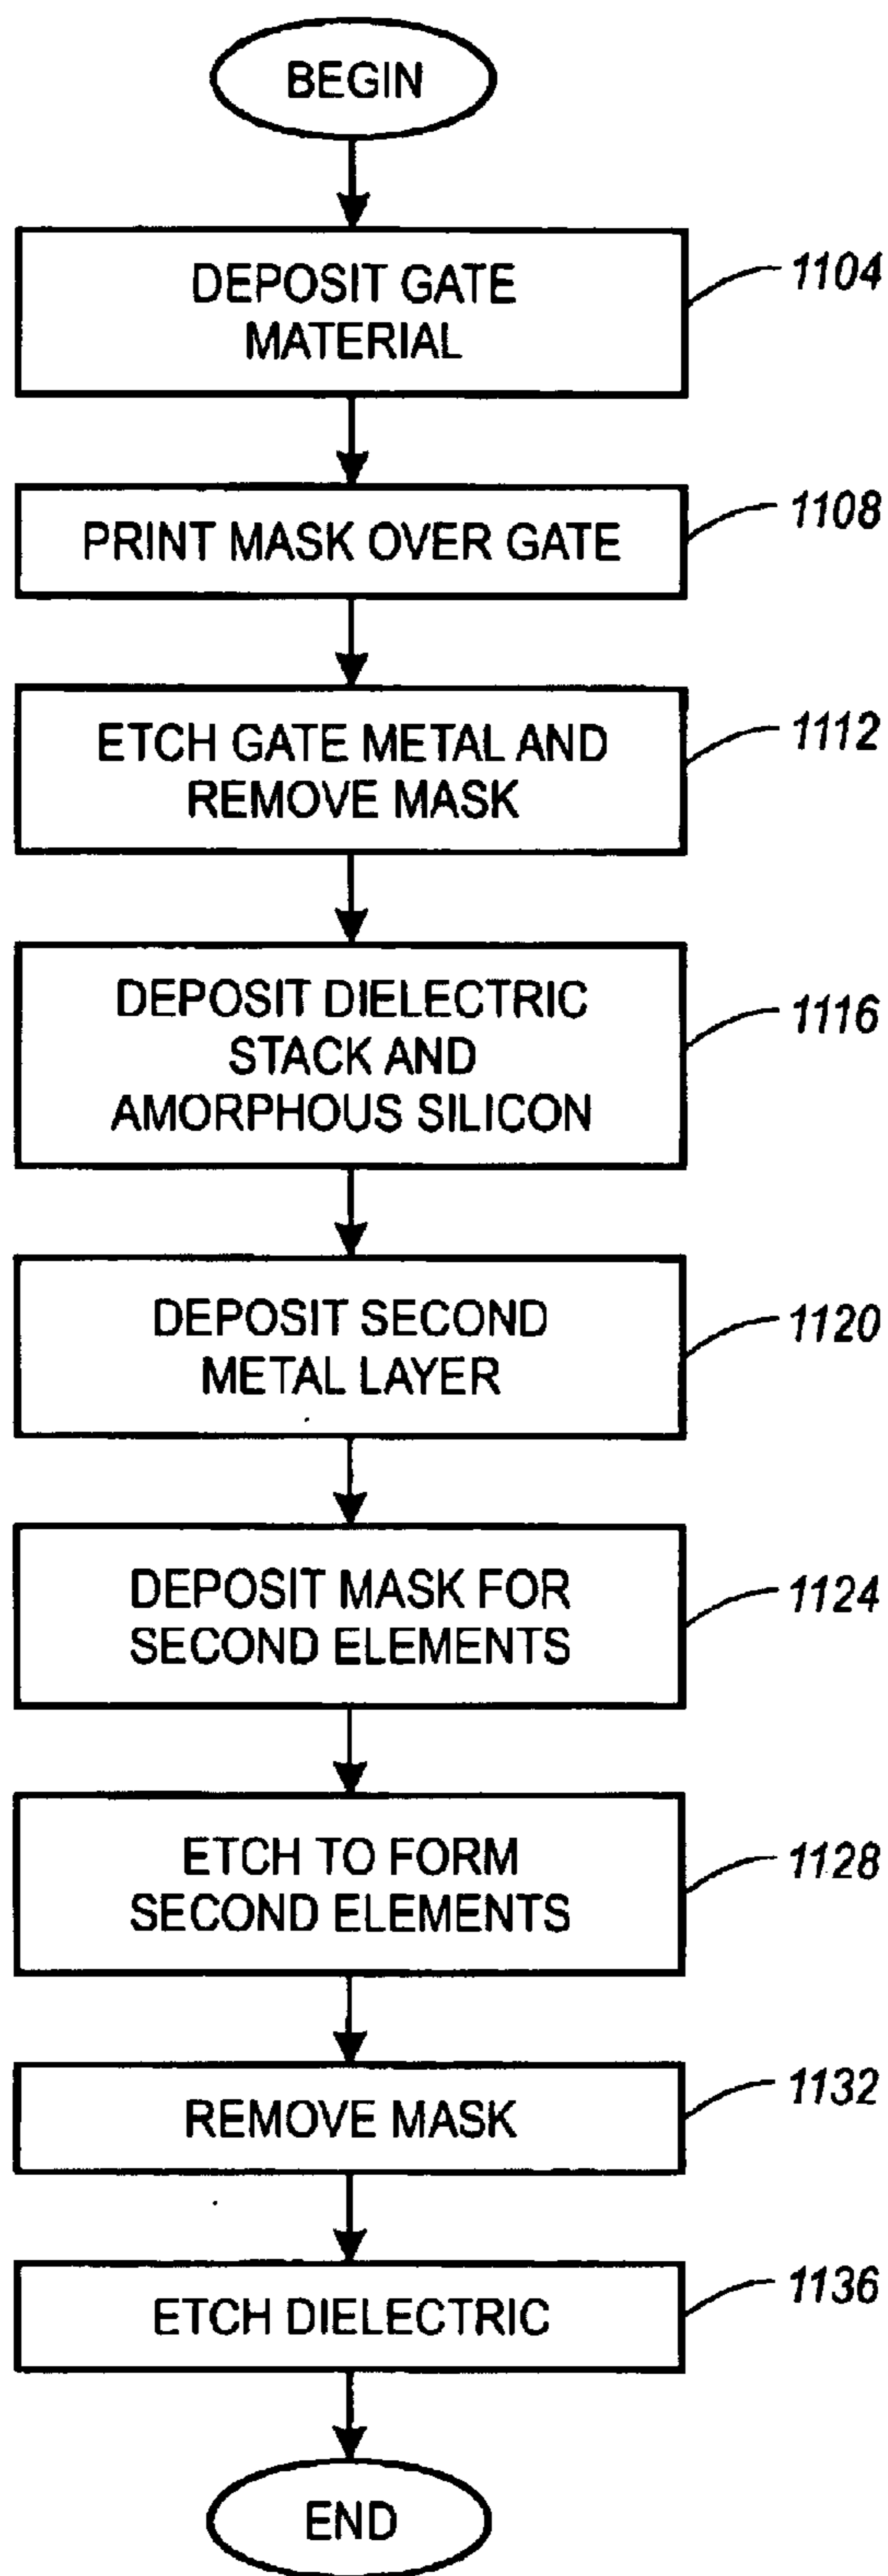 BEGIN
DEPOSIT GATE
MATERIAL
1104
PRINT MASK OVER GATE
1108
ETCH GATE METAL AND
REMOVE MASK
1112
DEPOSIT DIELECTRIC
STACK AND
AMORPHOUS SILICON
1116
DEPOSIT SECOND
METAL LAYER
1120
DEPOSIT MASK FOR
SECOND ELEMENTS
1124
ETCH TO FORM
SECOND ELEMENTS
1128
REMOVE MASK
1132
ETCH DIELECTRIC
1136
END